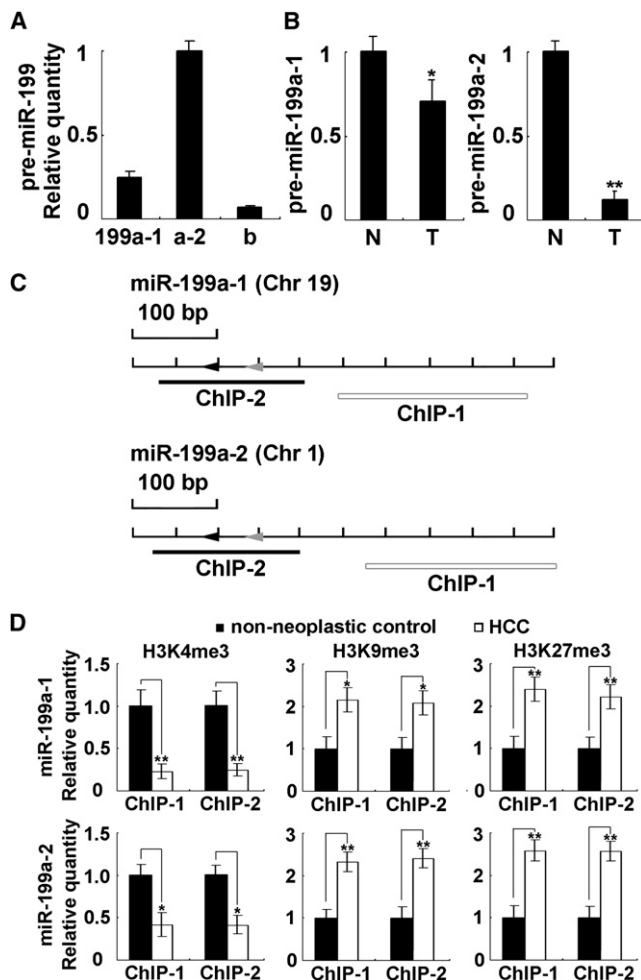 A
pre-miR-199
Relative quantity
1
0.5
0
199a-1 a-2 b
B
pre-miR-199a-1
1
0.5
0
*
N T
pre-miR-199a-2
1
0.5
0
**
N T
C
miR-199a-1 (Chr 19)
100 bp
ChIP-2
ChIP-1
miR-199a-2 (Chr 1)
100 bp
ChIP-2
ChIP-1
D
non-neoplastic control HCC
H3K4me3 H3K9me3 H3K27me3
miR-199a-1
Relative quantity
1.5
1.0
0.5
0.0
** **
ChIP-1 ChIP-2
3
2
1
0
* *
ChIP-1 ChIP-2
3
2
1
0
** **
ChIP-1 ChIP-2
miR-199a-2
Relative quantity
1.5
1.0
0.5
0.0
* *
ChIP-1 ChIP-2
3
2
1
0
** **
ChIP-1 ChIP-2
3
2
1
0
** **
ChIP-1 ChIP-2